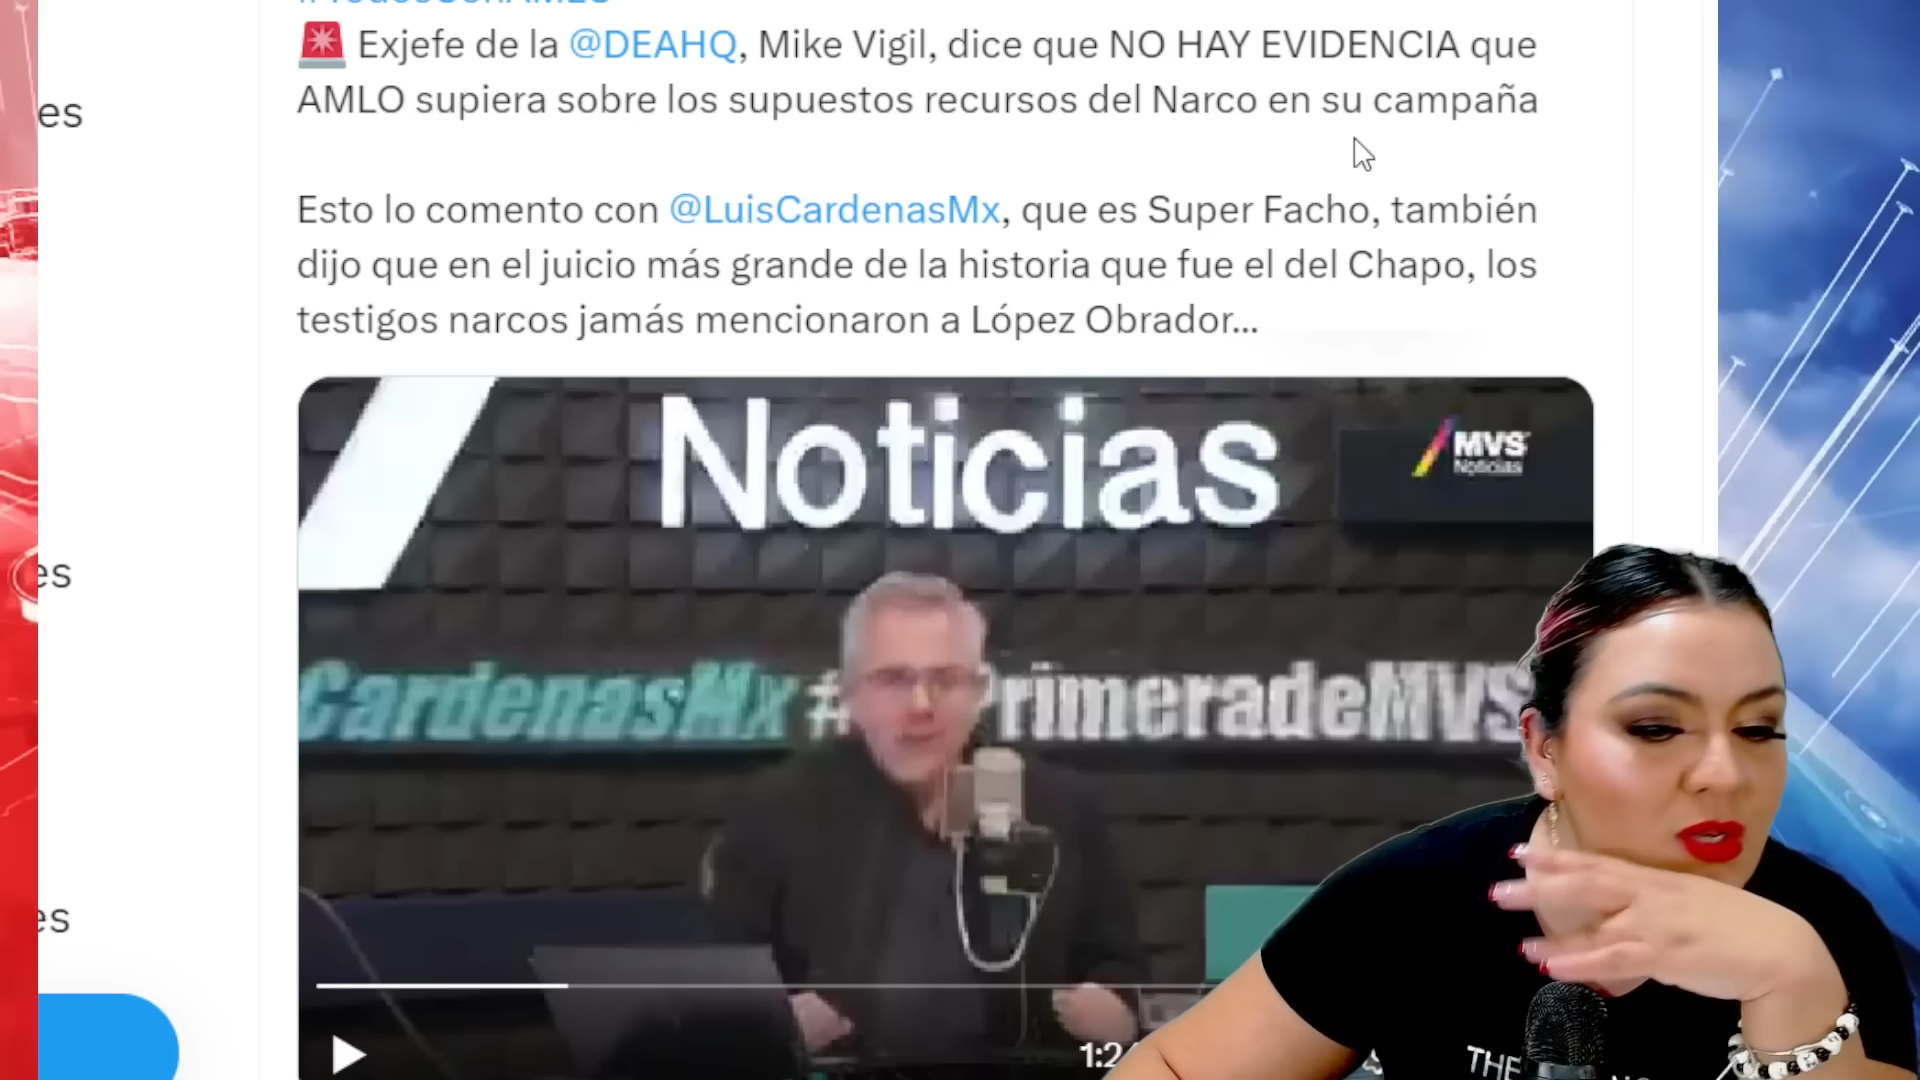 🚨 Exjefe de la @DEAHQ, Mike Vigil, dice que NO HAY EVIDENCIA que
AMLO supiera sobre los supuestos recursos del Narco en su campaña
Esto lo comento con @LuisCardenasMx, que es Super Facho, también
dijo que en el juicio más grande de la historia que fue el del Chapo, los
testigos narcos jamás mencionaron a López Obrador...
es
es
es
Noticias
MVS
Noticias
CardenasMx # PrimeradeMVS
THE